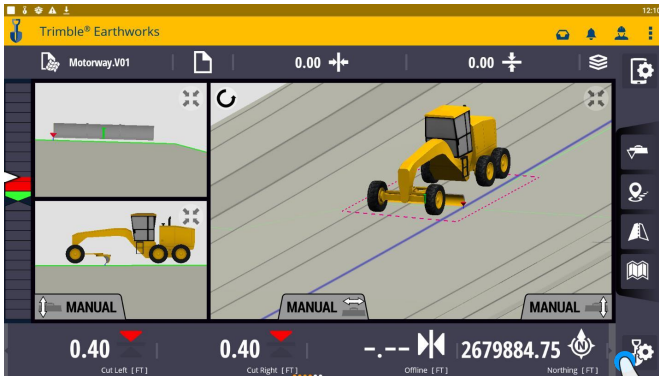 12:10
Trimble® Earthworks
Motorway.V01
0.00
0.00
MANUAL
MANUAL
MANUAL
0.40
0.40
-.--
2679884.75
N
Cut Left [FT]
Cut Right [FT]
Offline [FT]
Northing [FT]